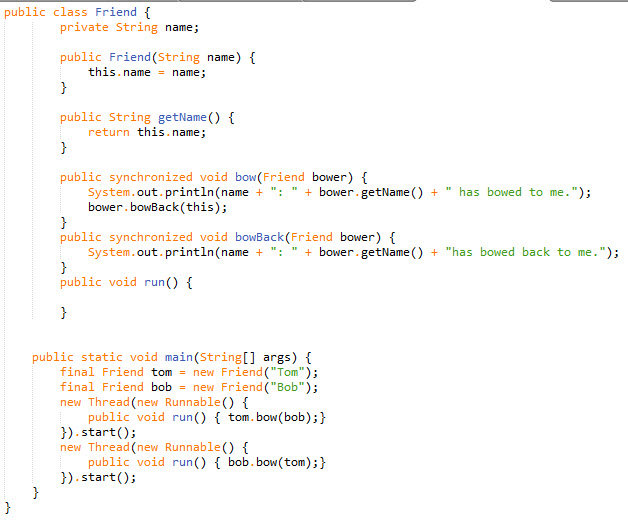 public class Friend {
private String name;
public Friend(String name) {
this.name = name;
}
public String getName() {
return this.name;
}
public synchronized void bow(Friend bower) {
System.out.println(name + ": " + bower.getName() + " has bowed to me.");
bower.bowBack(this);
}
public synchronized void bowBack(Friend bower) {
System.out.println(name + ": " + bower.getName() + "has bowed back to me.");
}
public void run() {
}
public static void main(String[] args) {
final Friend tom = new Friend("Tom");
final Friend bob = new Friend("Bob");
new Thread(new Runnable() {
public void run() { tom.bow(bob);}
}).start();
new Thread(new Runnable() {
public void run() { bob.bow(tom);}
}).start();
}
}